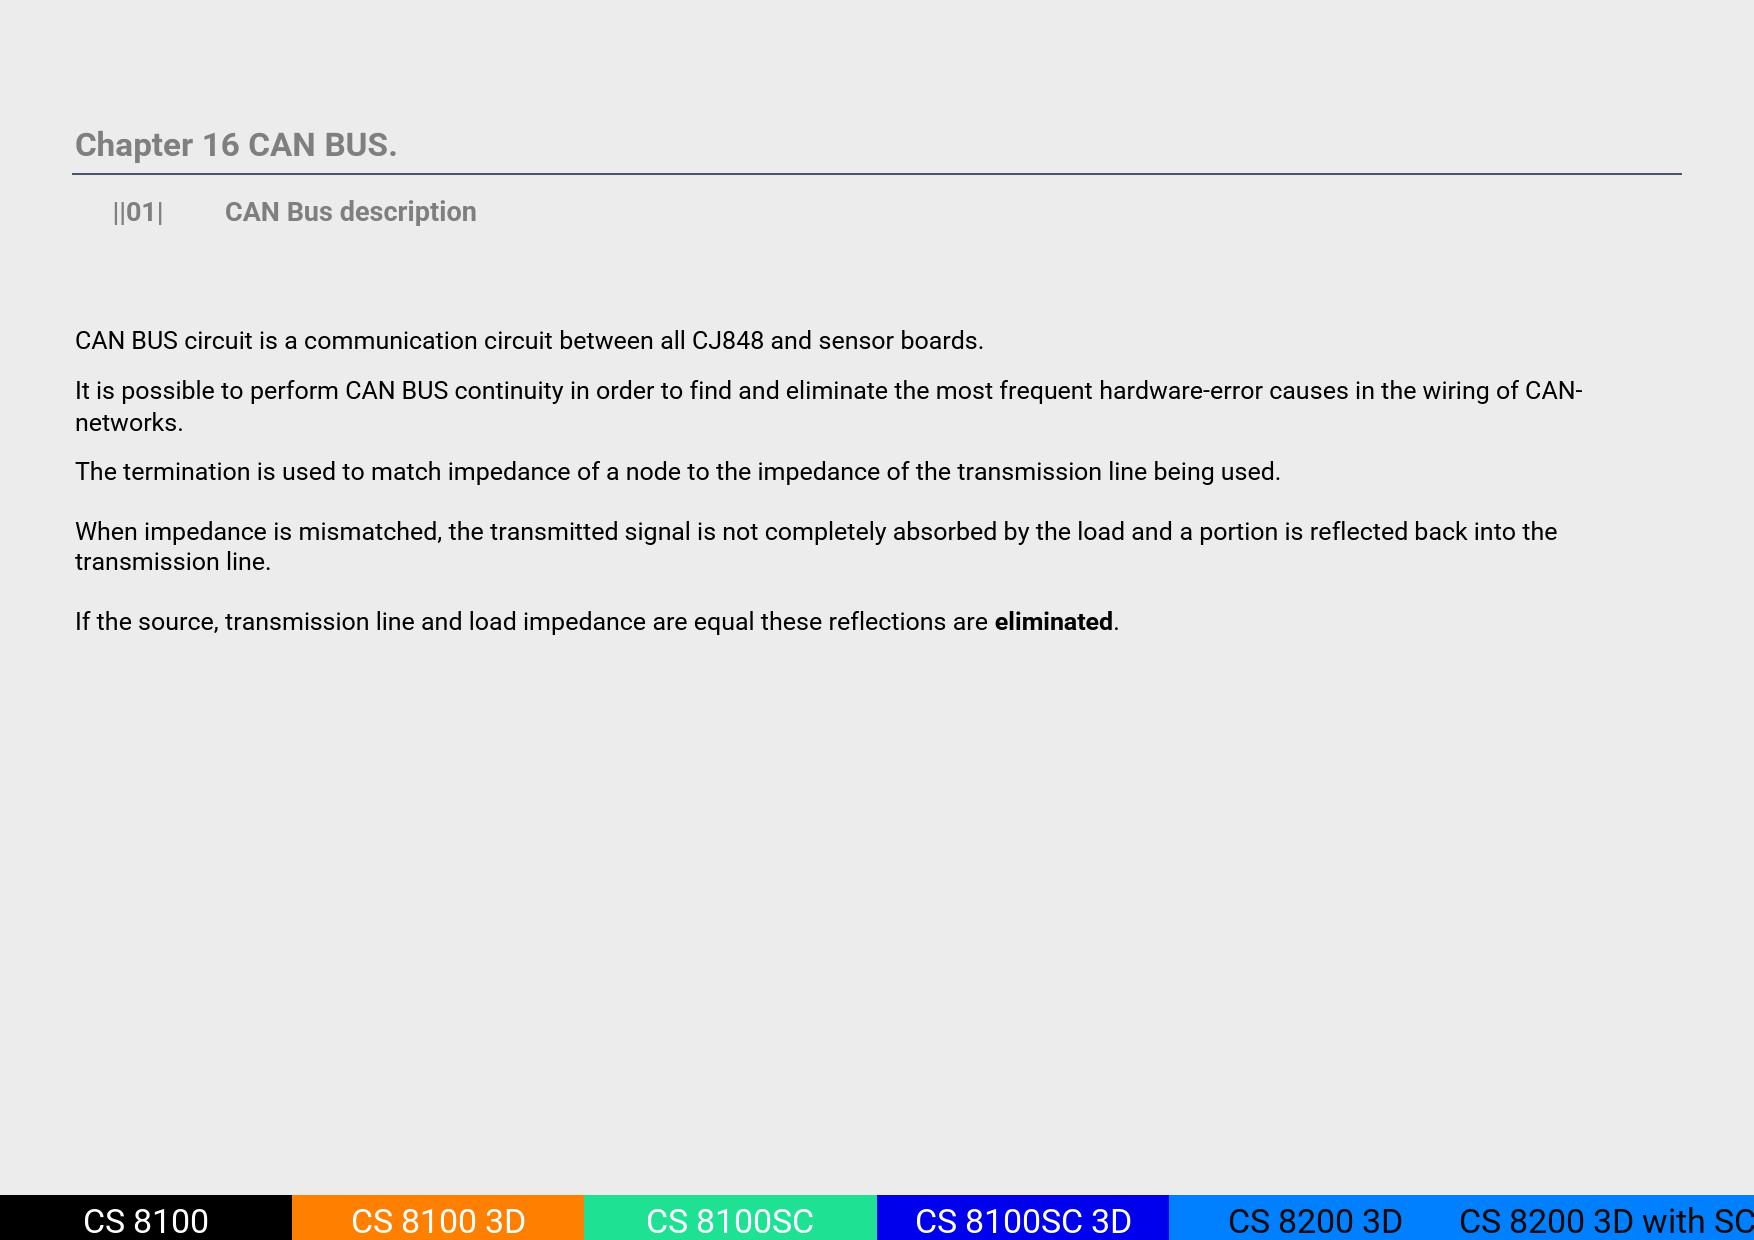 Chapter 16 CAN BUS.
||01| CAN Bus description
CAN BUS circuit is a communication circuit between all CJ848 and sensor boards.
It is possible to perform CAN BUS continuity in order to find and eliminate the most frequent hardware-error causes in the wiring of CAN-
networks.
The termination is used to match impedance of a node to the impedance of the transmission line being used.
When impedance is mismatched, the transmitted signal is not completely absorbed by the load and a portion is reflected back into the
transmission line.
If the source, transmission line and load impedance are equal these reflections are eliminated.
CS 8100 CS 8100 3D CS 8100SC CS 8100SC 3D CS 8200 3D CS 8200 3D with SC